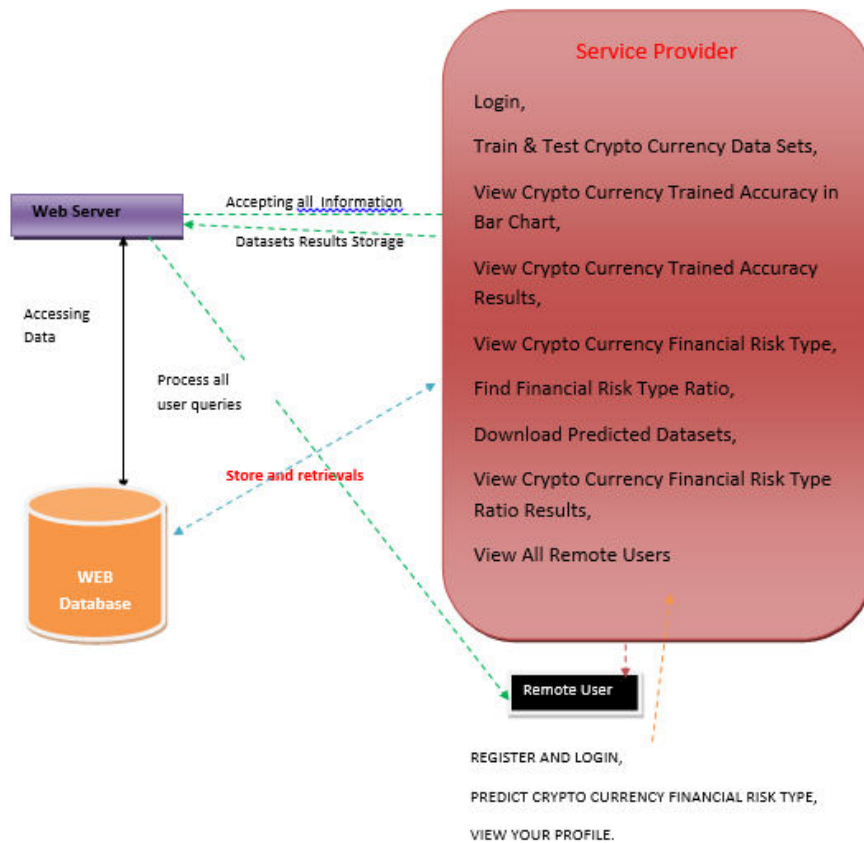 Service Provider
Login,
Train & Test Crypto Currency Data Sets,
View Crypto Currency Trained Accuracy in
Bar Chart,
View Crypto Currency Trained Accuracy
Results,
View Crypto Currency Financial Risk Type,
Find Financial Risk Type Ratio,
Download Predicted Datasets,
View Crypto Currency Financial Risk Type
Ratio Results,
View All Remote Users
Web Server
Accepting all Information
Datasets Results Storage
Accessing
Data
Process all
user queries
Store and retrievals
WEB
Database
Remote User
REGISTER AND LOGIN,
PREDICT CRYPTO CURRENCY FINANCIAL RISK TYPE,
VIEW YOUR PROFILE.